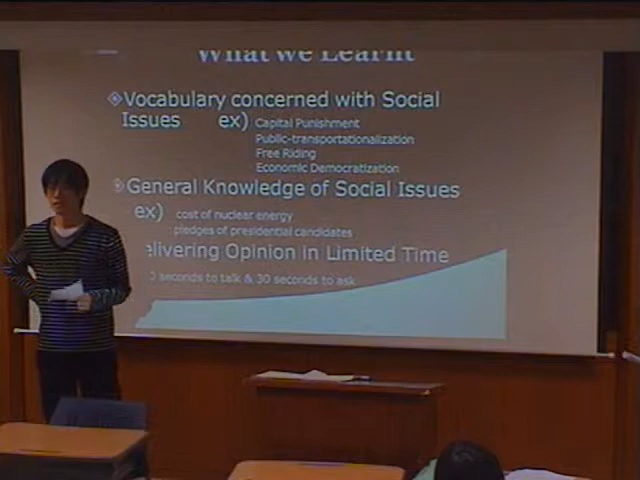 What we Learnt
Vocabulary concerned with Social
Issues ex) Capital Punishment
Public-transportationalization
Free Riding
Economic Democratization
General Knowledge of Social Issues
ex) cost of nuclear energy
pledges of presidential candidates
elivering Opinion in Limited Time
0 seconds to talk & 30 seconds to ask